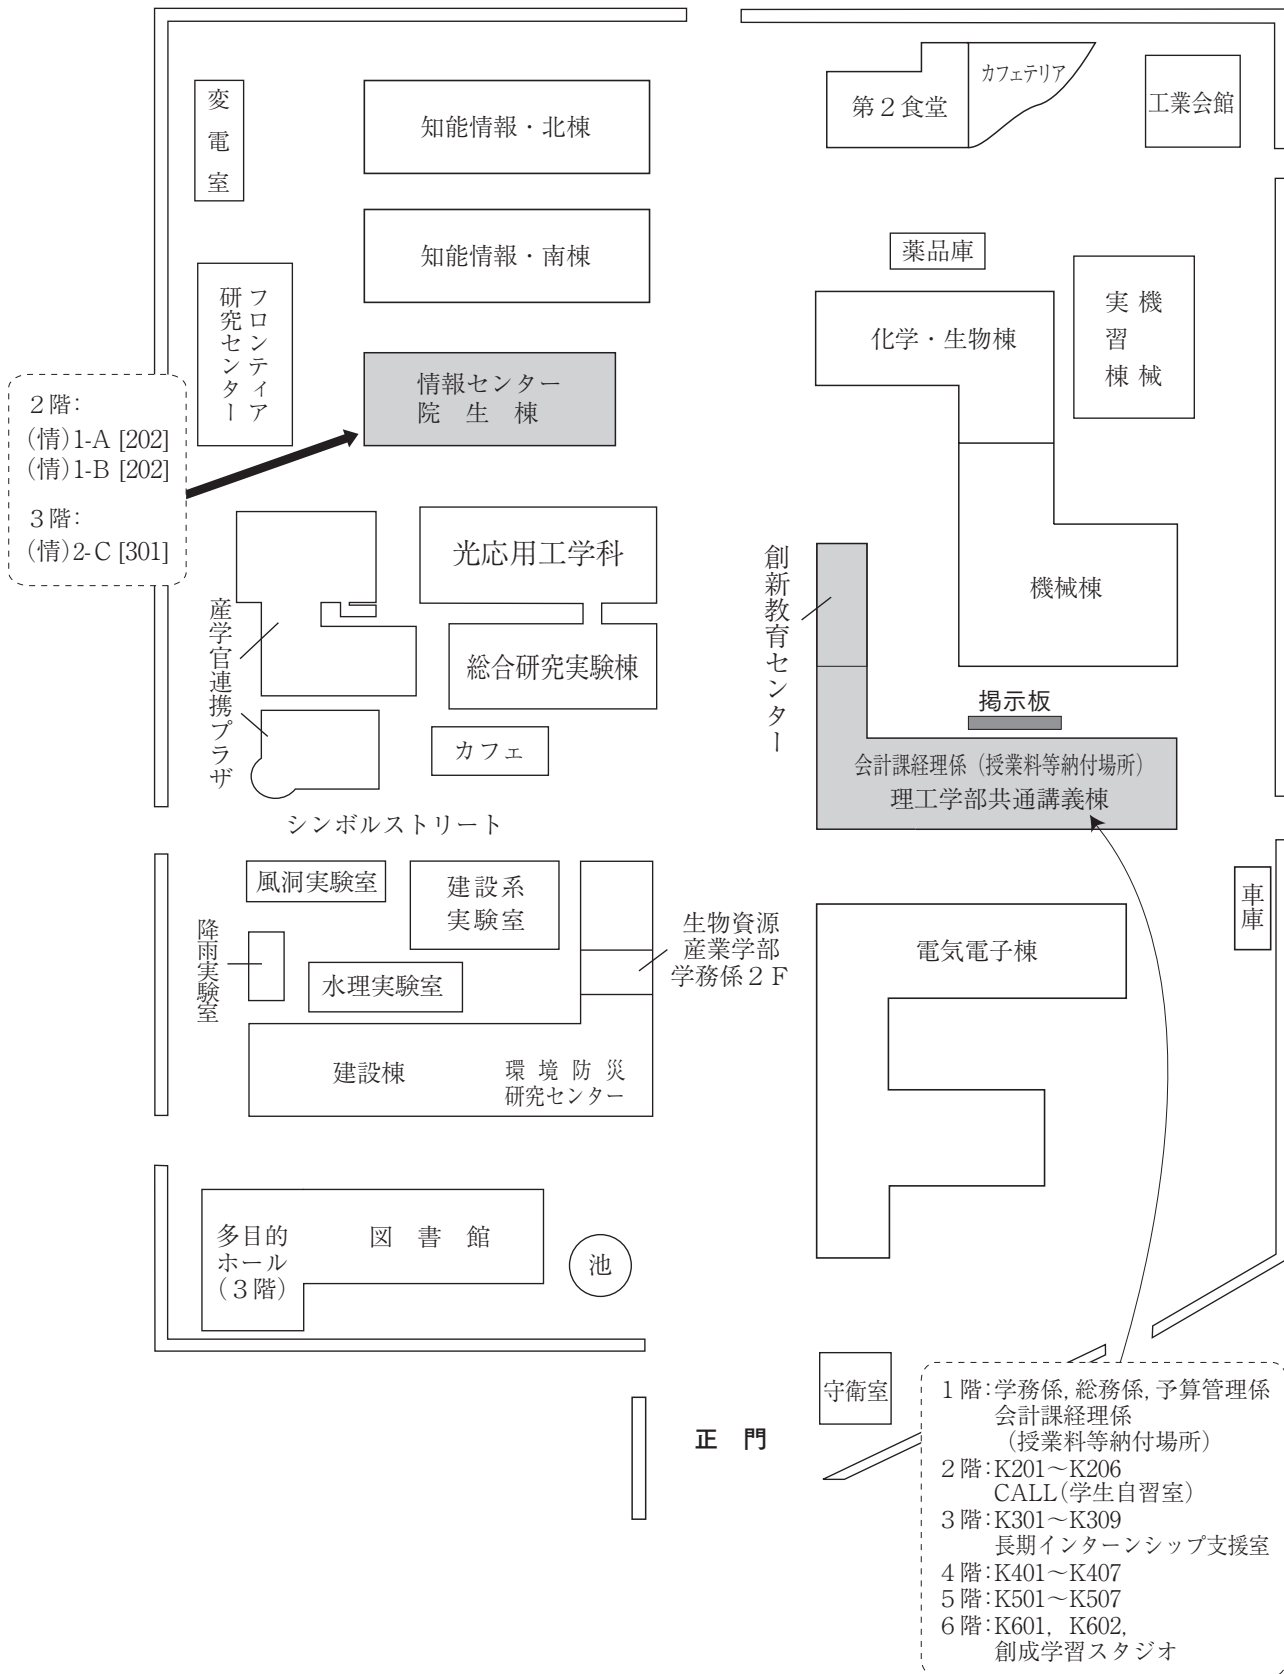 変電室
知能情報・北棟
第２食堂
カフェテリア
工業会館
知能情報・南棟
薬品庫
フロンティア
研究センター
化学・生物棟
機械
実習棟
情報センター
院　生　棟
2階：
(情)1-A [202]
(情)1-B [202]
3階：
(情)2-C [301]
光応用工学科
創新教育センター
機械棟
産学官連携プラザ
総合研究実験棟
掲示板
カフェ
会計課経理係（授業料等納付場所）
理工学部共通講義棟
シンボルストリート
風洞実験室
建設系
実験室
車庫
生物資源
産業学部
学務係２Ｆ
降雨実験室
水理実験室
電気電子棟
建設棟
環 境 防 災
研究センター
多目的
ホール
（３階）
図　書　館
池
守衛室
正　門
1階：学務係, 総務係, 予算管理係
会計課経理係
（授業料等納付場所）
2階：K201～K206
CALL（学生自習室）
3階：K301～K309
長期インターンシップ支援室
4階：K401～K407
5階：K501～K507
6階：K601, K602,
創成学習スタジオ